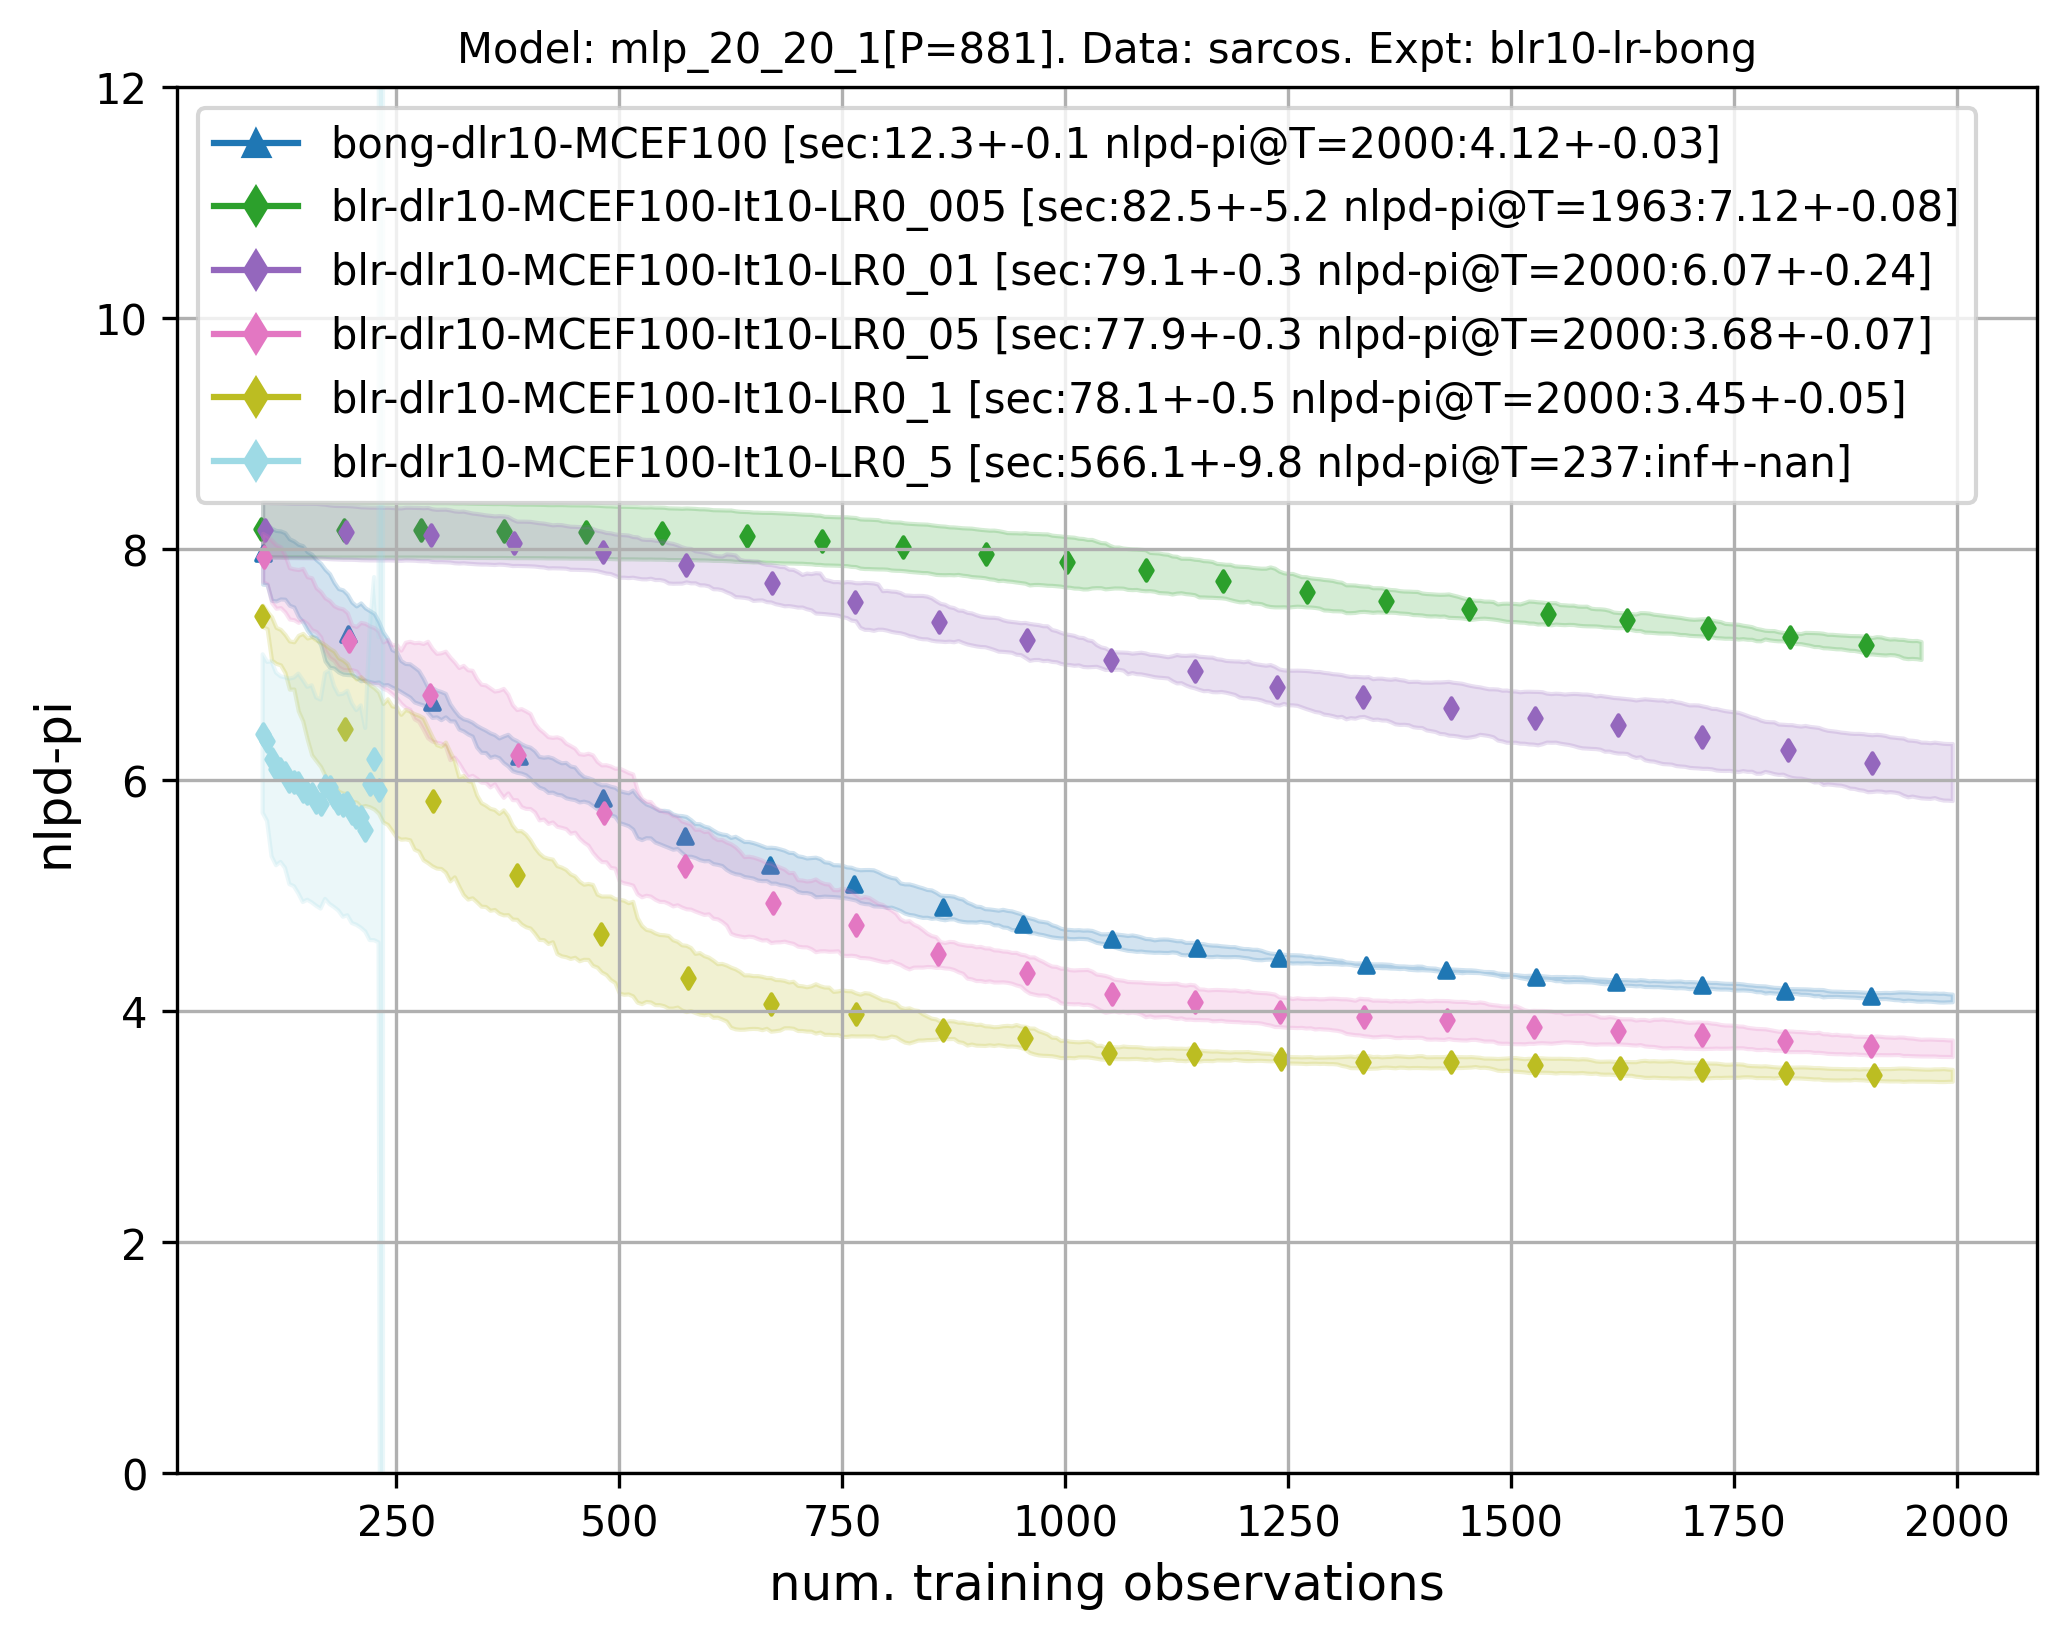 Model: mlp_20_20_1[P=881]. Data: sarcos. Expt: blr10-lr-bong
12
bong-dlr10-MCEF100 [sec:12.3+-0.1 nlpd-pi@T=2000:4.12+-0.03]
blr-dlr10-MCEF100-It10-LR0_005 [sec:82.5+-5.2 nlpd-pi@T=1963:7.12+-0.08]
blr-dlr10-MCEF100-It10-LR0_01 [sec:79.1+-0.3 nlpd-pi@T=2000:6.07+-0.24]
10
blr-dlr10-MCEF100-It10-LR0_05 [sec:77.9+-0.3 nlpd-pi@T=2000:3.68+-0.07]
blr-dlr10-MCEF100-It10-LR0_1 [sec:78.1+-0.5 nlpd-pi@T=2000:3.45+-0.05]
blr-dlr10-MCEF100-It10-LR0_5 [sec:566.1+-9.8 nlpd-pi@T=237:inf+-nan]
8
6
nlpd-pi
4
2
0
250 500 750 1000 1250 1500 1750 2000
num. training observations